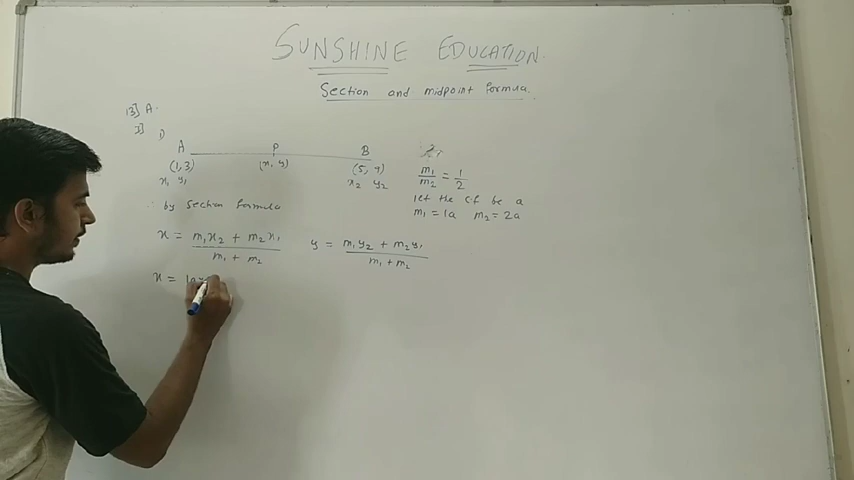 SUNSHINE EDUCATION
Section and midpoint formula.
13] A.
I] 1)
A P B
(1, 3) (x, y) (5, 9)
x₁ y₁ x₂ y₂
m₁/m₂ = 1/2
let the c.f be a
m₁ = 1a m₂ = 2a
∴ by section formula
x = (m₁x₂ + m₂x₁)/(m₁ + m₂) y = (m₁y₂ + m₂y₁)/(m₁ + m₂)
x = 1a